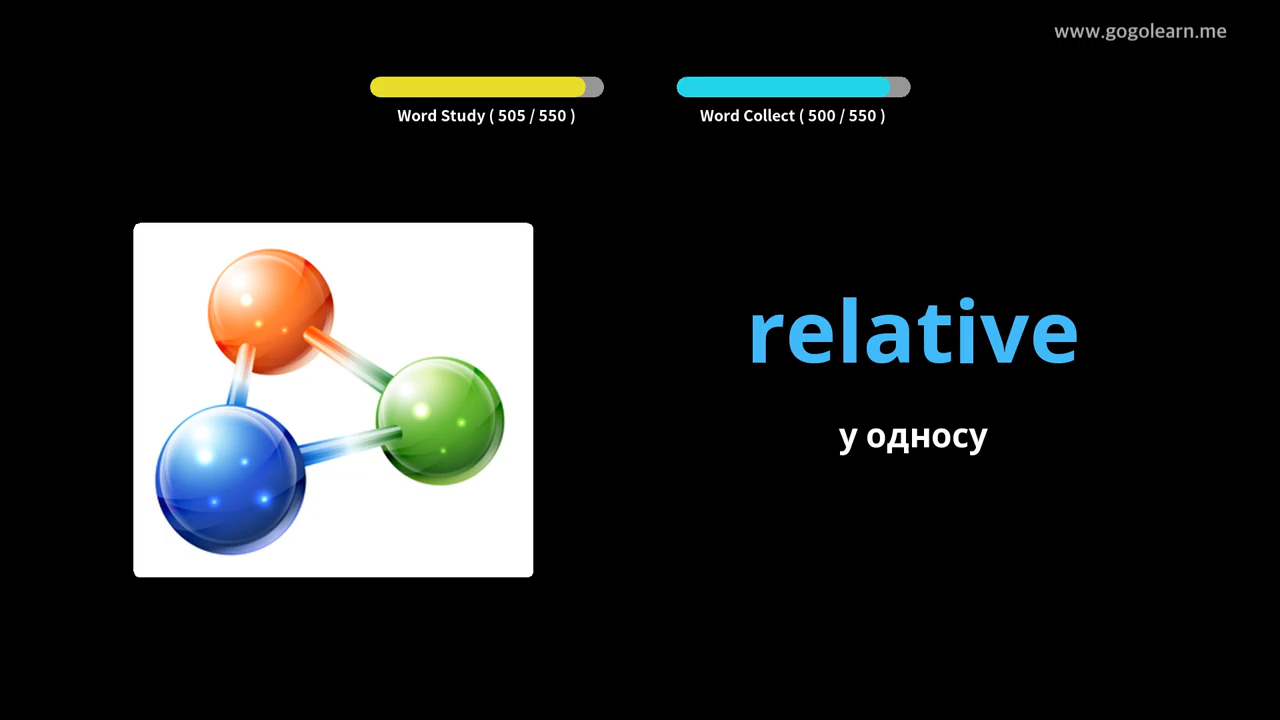 www.gogolearn.me
Word Study ( 505 / 550 )
Word Collect ( 500 / 550 )
relative
у односу